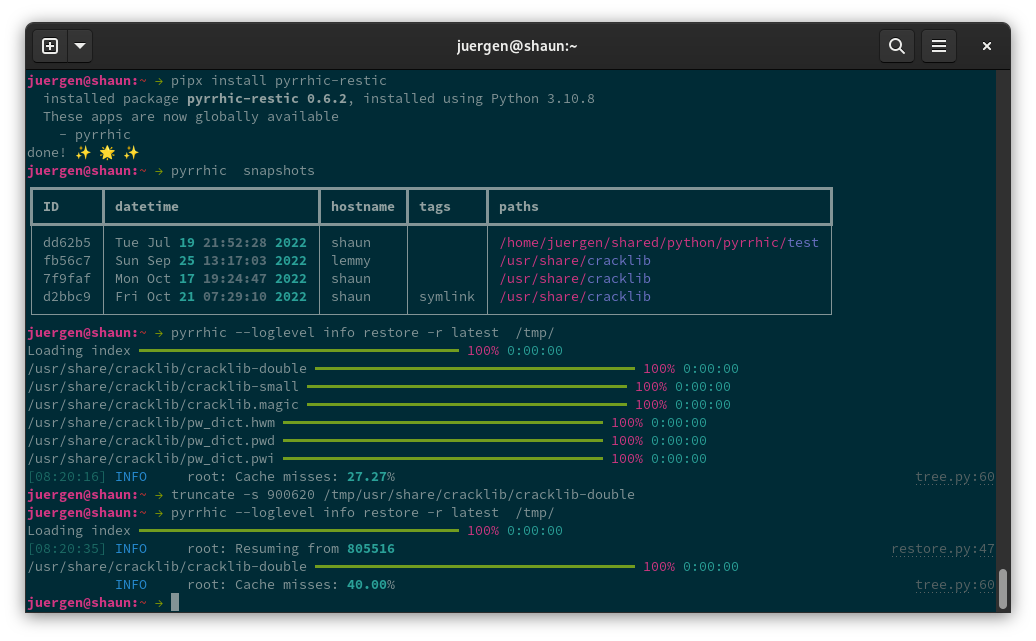 juergen@shaun:~
juergen@shaun:~ → pipx install pyrrhic-restic
installed package pyrrhic-restic 0.6.2, installed using Python 3.10.8
These apps are now globally available
- pyrrhic
done! ✨ 🌟 ✨
juergen@shaun:~ → pyrrhic  snapshots
ID datetime hostname tags paths
dd62b5 Tue Jul 19 21:52:28 2022 shaun /home/juergen/shared/python/pyrrhic/test
fb56c7 Sun Sep 25 13:17:03 2022 lemmy /usr/share/cracklib
7f9faf Mon Oct 17 19:24:47 2022 shaun /usr/share/cracklib
d2bbc9 Fri Oct 21 07:29:10 2022 shaun symlink /usr/share/cracklib
juergen@shaun:~ → pyrrhic --loglevel info restore -r latest  /tmp/
Loading index 100% 0:00:00
/usr/share/cracklib/cracklib-double 100% 0:00:00
/usr/share/cracklib/cracklib-small 100% 0:00:00
/usr/share/cracklib/cracklib.magic 100% 0:00:00
/usr/share/cracklib/pw_dict.hwm 100% 0:00:00
/usr/share/cracklib/pw_dict.pwd 100% 0:00:00
/usr/share/cracklib/pw_dict.pwi 100% 0:00:00
[08:20:16] INFO root: Cache misses: 27.27% tree.py:60
juergen@shaun:~ → truncate -s 900620 /tmp/usr/share/cracklib/cracklib-double
juergen@shaun:~ → pyrrhic --loglevel info restore -r latest  /tmp/
Loading index 100% 0:00:00
[08:20:35] INFO root: Resuming from 805516 restore.py:47
/usr/share/cracklib/cracklib-double 100% 0:00:00
INFO root: Cache misses: 40.00% tree.py:60
juergen@shaun:~ →